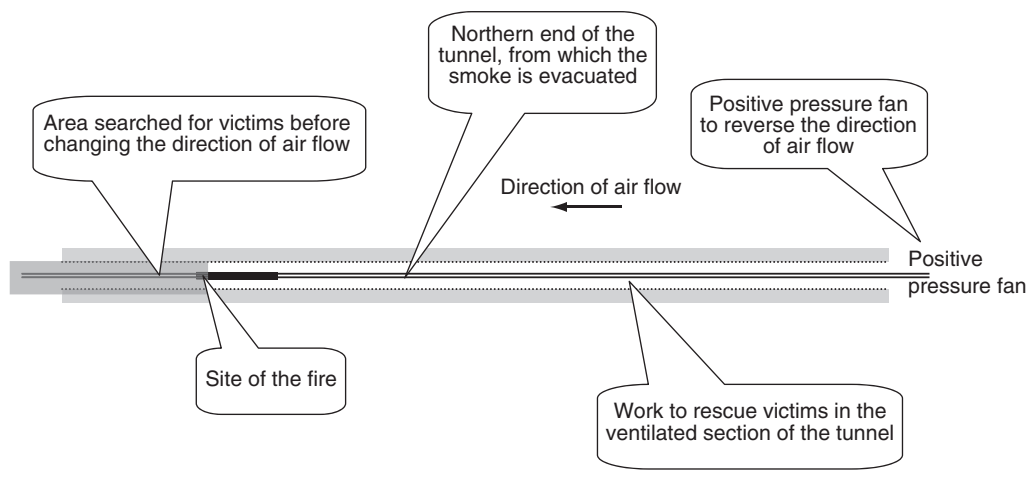 Northern end of the
tunnel, from which the
smoke is evacuated
Positive pressure fan
to reverse the direction
of air flow
Area searched for victims before
changing the direction of air flow
Direction of air flow
Positive
pressure fan
Site of the fire
Work to rescue victims in the
ventilated section of the tunnel